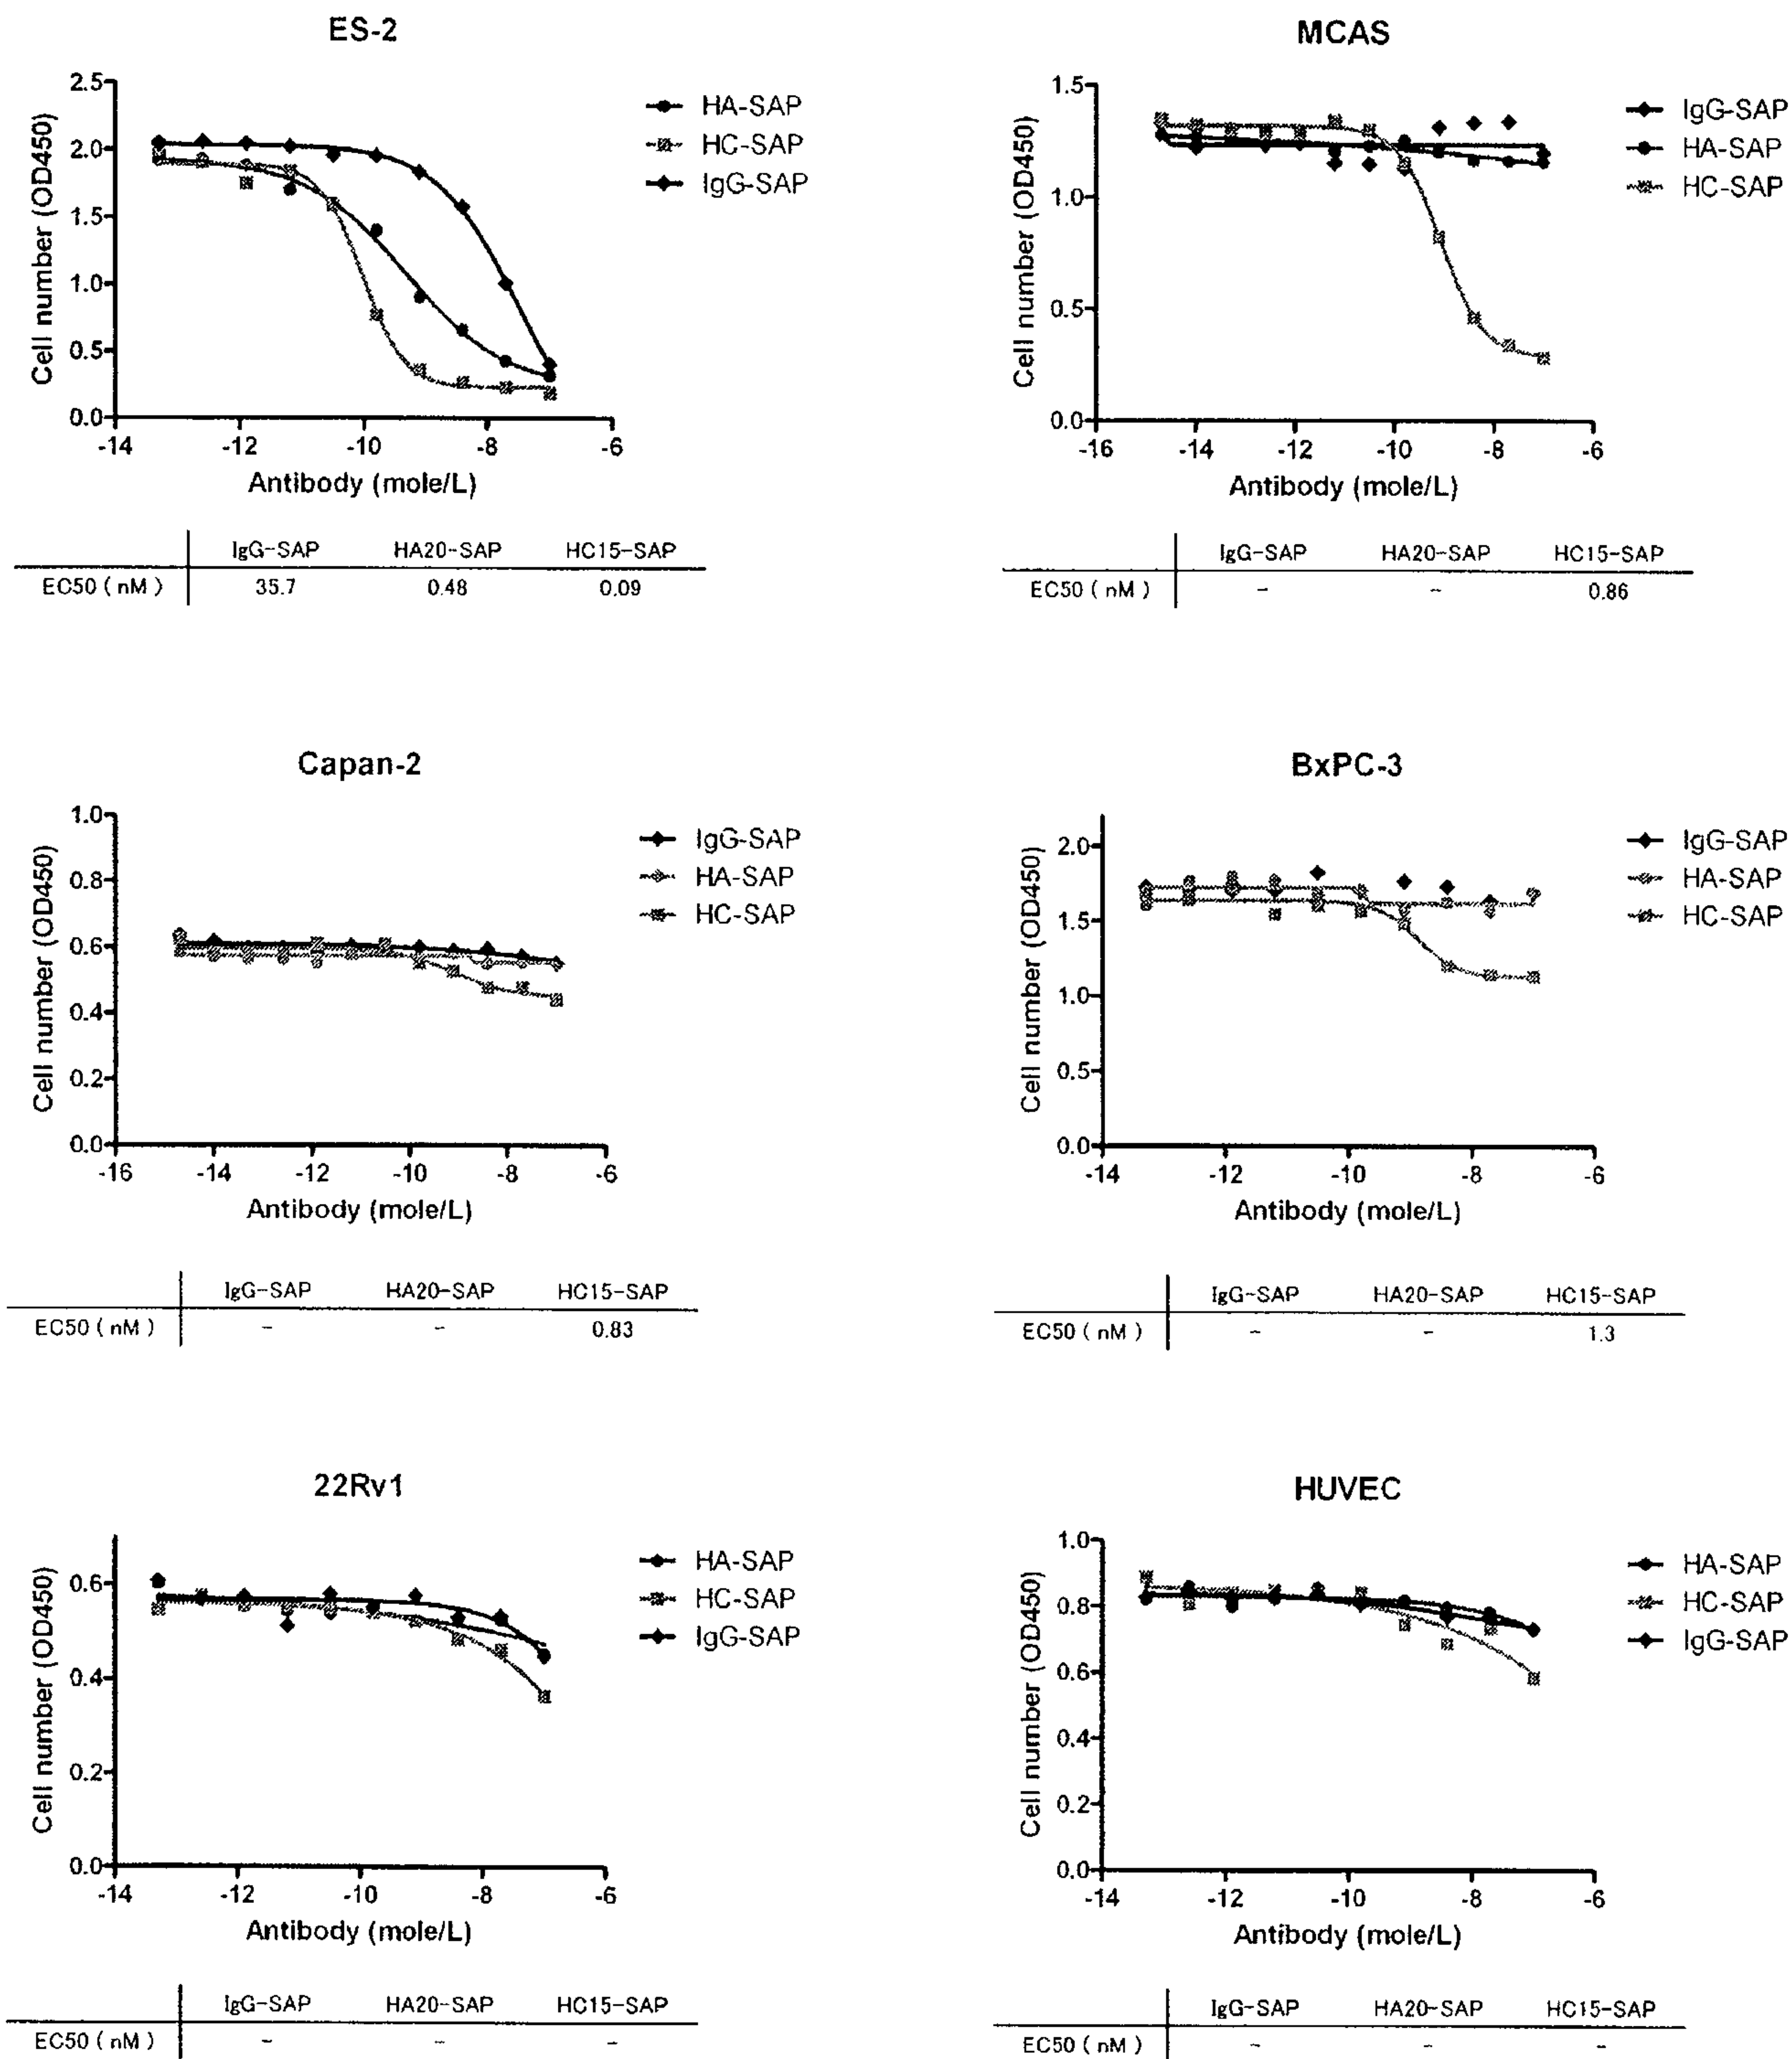 ES-2
2.5
2.0
1.5
1.0
0.5
0.0
Cell number (OD450)
-14 -12 -10 -8 -6
Antibody (mole/L)
HA-SAP
HC-SAP
IgG-SAP
IgG-SAP HA20-SAP HC15-SAP
EC50 ( nM ) 35.7 0.48 0.09
MCAS
1.5
1.0
0.5
0.0
Cell number (OD450)
-16 -14 -12 -10 -8 -6
Antibody (mole/L)
IgG-SAP
HA-SAP
HC-SAP
IgG-SAP HA20-SAP HC15-SAP
EC50 ( nM ) - - 0.86
Capan-2
1.0
0.8
0.6
0.4
0.2
0.0
Cell number (OD450)
-16 -14 -12 -10 -8 -6
Antibody (mole/L)
IgG-SAP
HA-SAP
HC-SAP
IgG-SAP HA20-SAP HC15-SAP
EC50 ( nM ) - - 0.83
BxPC-3
2.0
1.5
1.0
0.5
0.0
Cell number (OD450)
-14 -12 -10 -8 -6
Antibody (mole/L)
IgG-SAP
HA-SAP
HC-SAP
IgG-SAP HA20-SAP HC15-SAP
EC50 ( nM ) - - 1.3
22Rv1
0.6
0.4
0.2
0.0
Cell number (OD450)
-14 -12 -10 -8 -6
Antibody (mole/L)
HA-SAP
HC-SAP
IgG-SAP
IgG-SAP HA20-SAP HC15-SAP
EC50 ( nM ) - - -
HUVEC
1.0
0.8
0.6
0.4
0.2
0.0
Cell number (OD450)
-14 -12 -10 -8 -6
Antibody (mole/L)
HA-SAP
HC-SAP
IgG-SAP
IgG-SAP HA20-SAP HC15-SAP
EC50 ( nM ) - - -